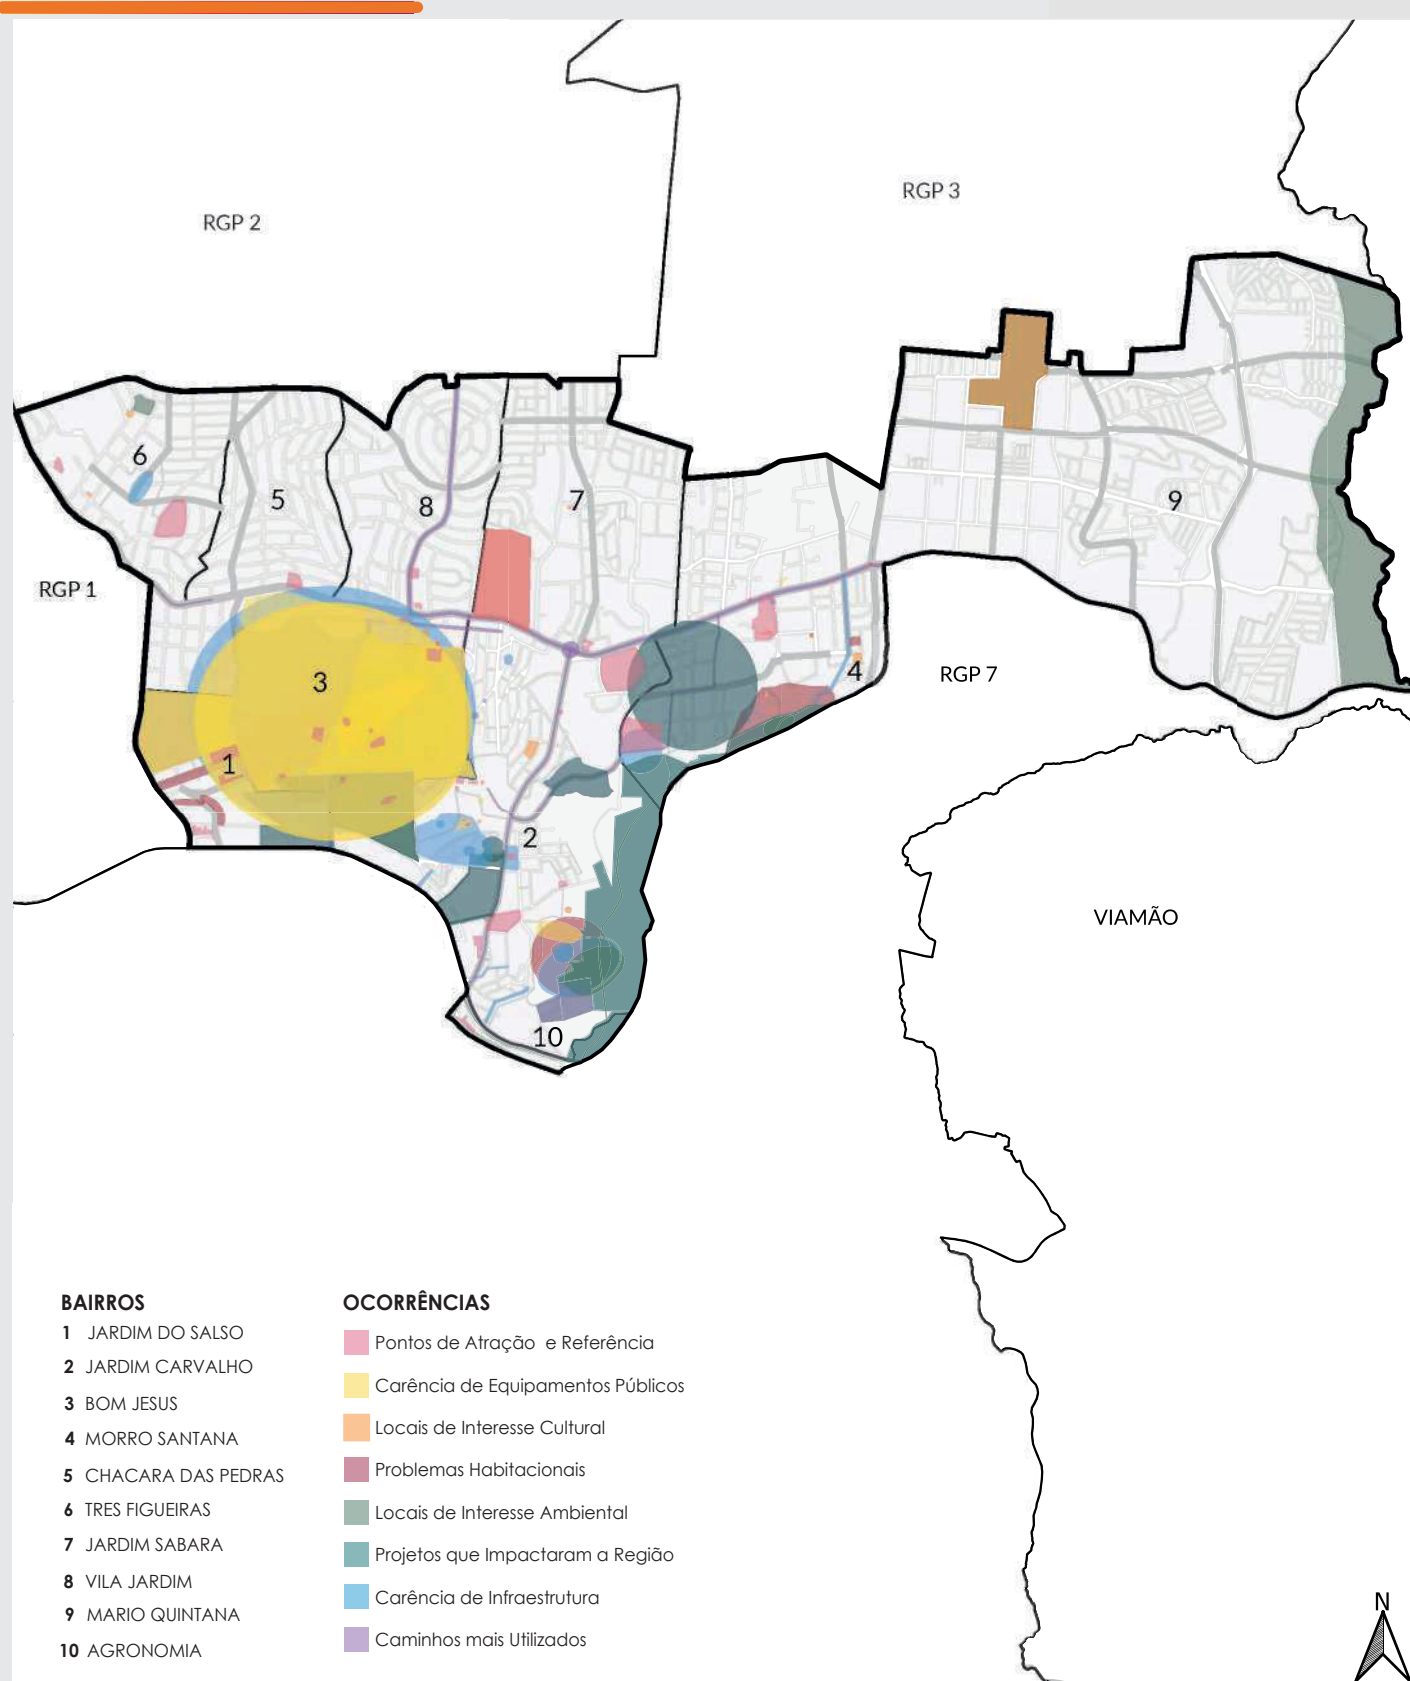 RGP 2
RGP 3
6
5
8
7
9
RGP 1
3
4
RGP 7
1
2
VIAMÃO
10
BAIRROS
1 JARDIM DO SALSO
2 JARDIM CARVALHO
3 BOM JESUS
4 MORRO SANTANA
5 CHACARA DAS PEDRAS
6 TRES FIGUEIRAS
7 JARDIM SABARA
8 VILA JARDIM
9 MARIO QUINTANA
10 AGRONOMIA
OCORRÊNCIAS
Pontos de Atração e Referência
Carência de Equipamentos Públicos
Locais de Interesse Cultural
Problemas Habitacionais
Locais de Interesse Ambiental
Projetos que Impactaram a Região
Carência de Infraestrutura
Caminhos mais Utilizados
N